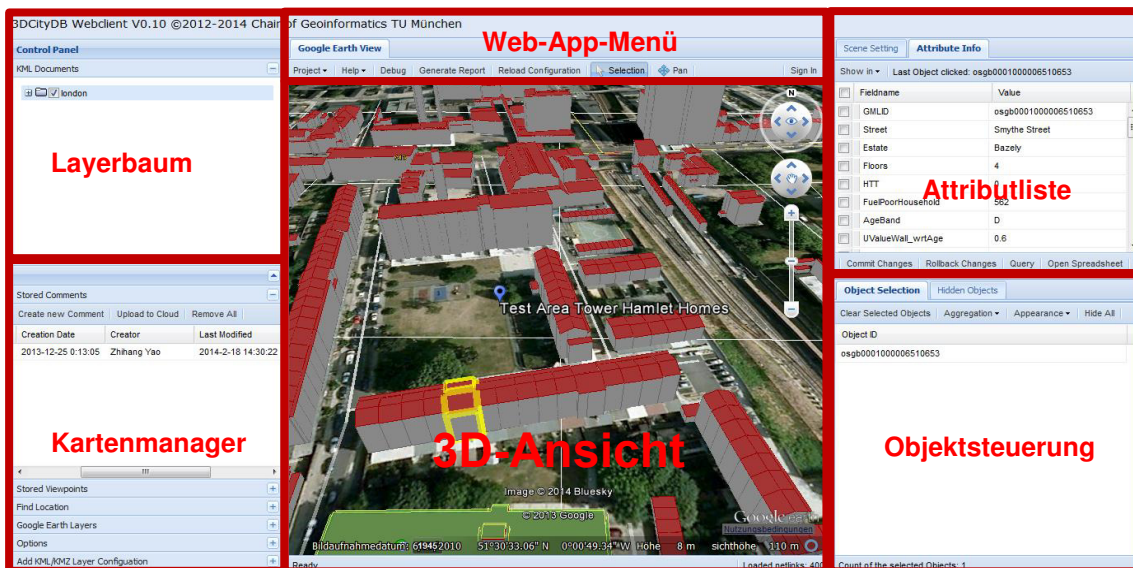 3DCityDB Webclient V0.10 ©2012-2014 Chair of Geoinformatics TU München
Control Panel
KML Documents
london
Layerbaum
Stored Comments
Create new Comment Upload to Cloud Remove All
Creation Date Creator Last Modified
2013-12-25 0:13:05 Zhihang Yao 2014-2-18 14:30:22
Kartenmanager
Stored Viewpoints
Find Location
Google Earth Layers
Options
Add KML/KMZ Layer Configuation
Google Earth View
Web-App-Menü
Project Help Debug Generate Report Reload Configuration Selection Pan Sign In
N
Test Area Tower Hamlet Homes
3D-Ansicht
Image © 2014 Bluesky
© 2013 Google
Google earth
Nutzungsbedingungen
Bildaufnahmedatum: 2010 51°30'33.06" N 0°00'49.34" W Höhe 8 m sichthöhe 110 m
Ready Loaded netlinks: 400
Scene Setting Attribute Info
Show in Last Object clicked: osgb0001000006510653
Fieldname Value
GMLID osgb0001000006510653
Street Smythe Street
Estate Bazely
Floors 4
HTT
FuelPoorHousehold 562
AgeBand D
UValueWall_wrtAge 0.6
Attributliste
Commit Changes Rollback Changes Query Open Spreadsheet
Object Selection Hidden Objects
Clear Selected Objects Aggregation Appearance Hide All
Object ID
osgb0001000006510653
Objektsteuerung
Count of the selected Objects: 1